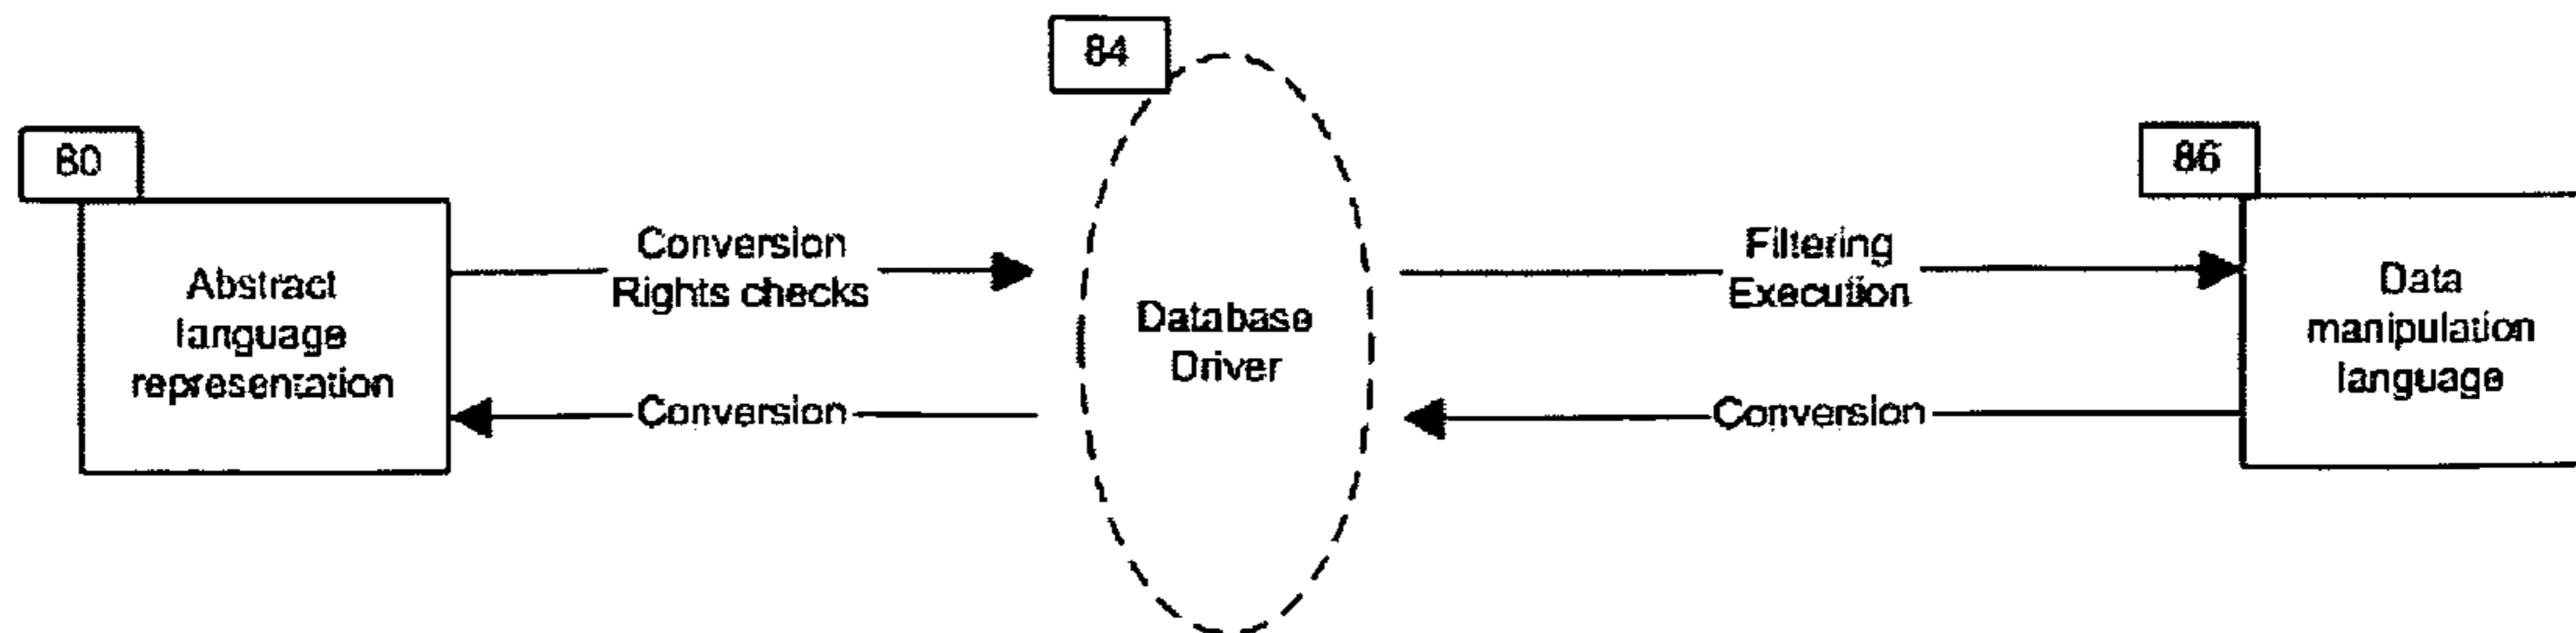 84
80
86
Conversion
Rights checks
Filtering
Execution
Abstract
language
representation
Database
Driver
Data
manipulation
language
Conversion
Conversion